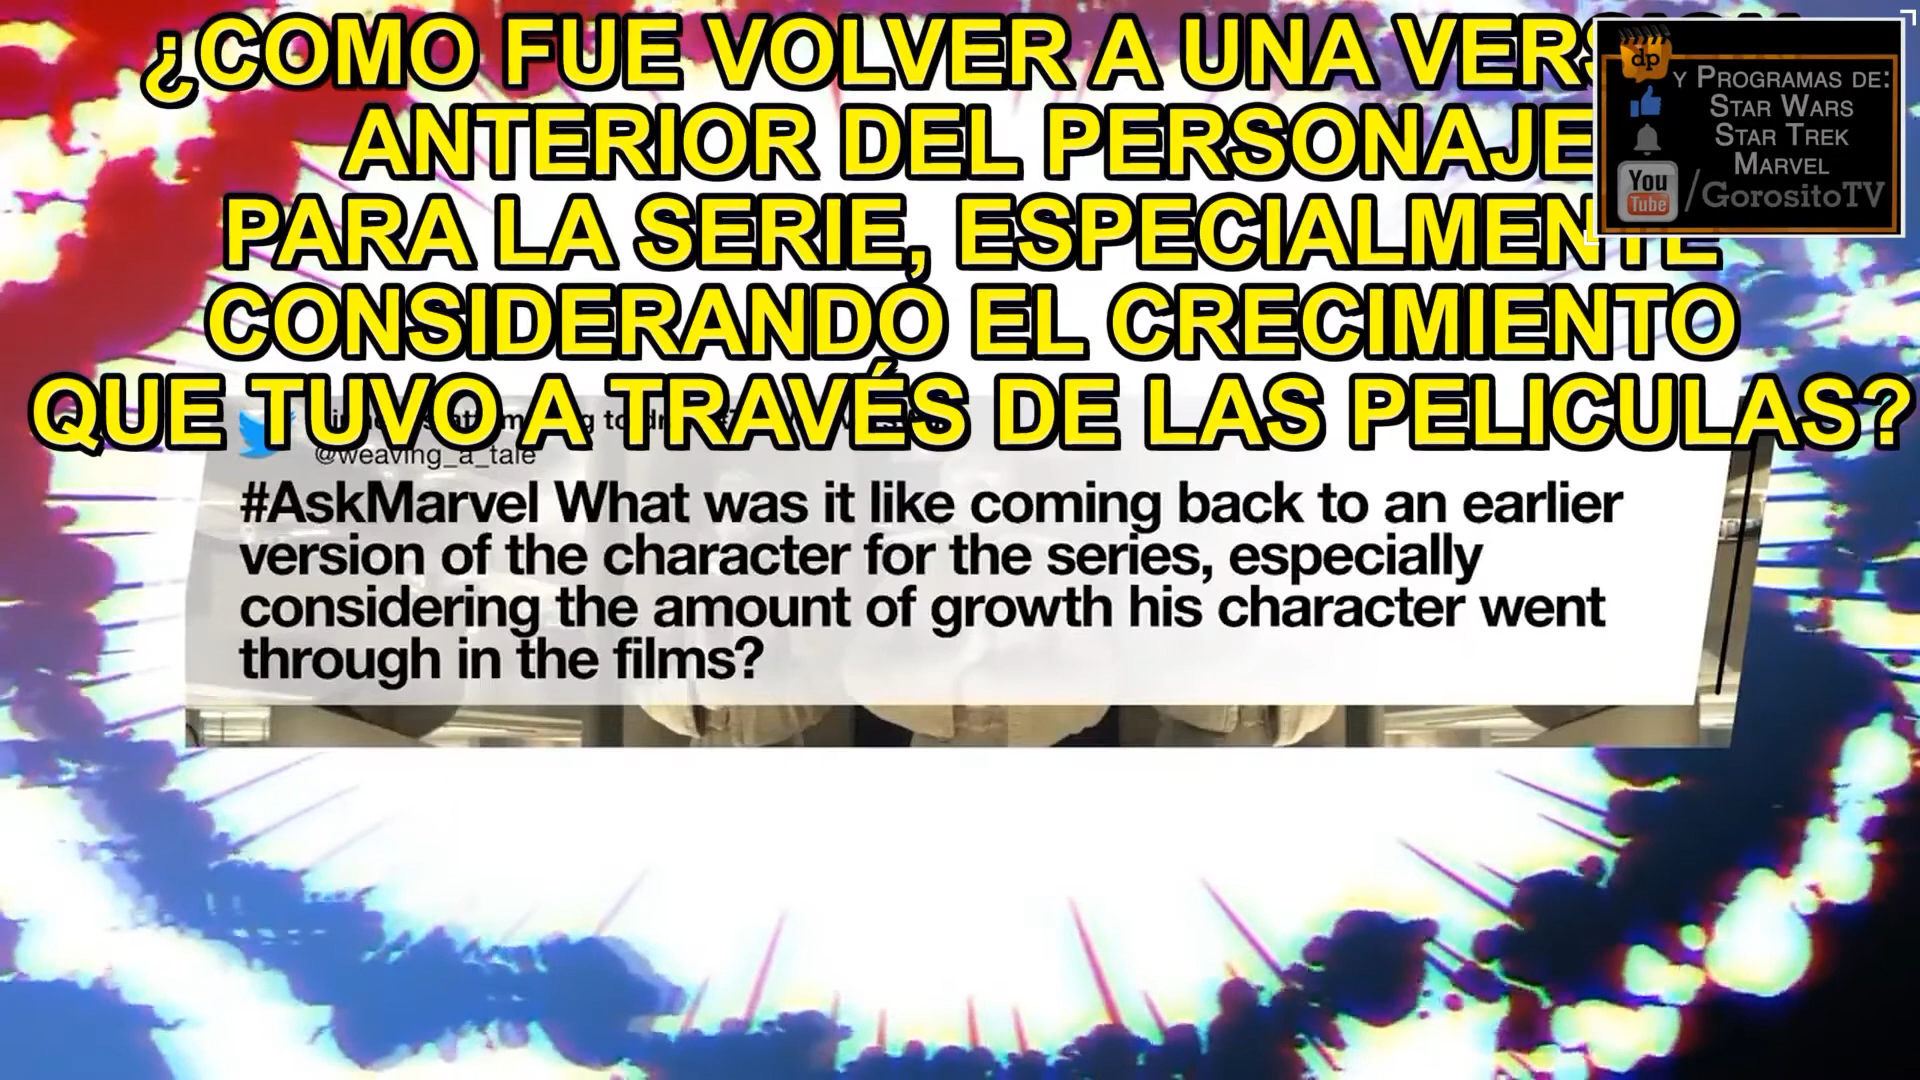 ¿COMO FUE VOLVER A UNA
ANTERIOR DEL PERSONAJE
PARA LA SERIE, ESPECIALMENTE
CONSIDERANDO EL CRECIMIENTO
QUE TUVO A TRAVÉS DE LAS PELICULAS?
dp
Y PROGRAMAS DE:
STAR WARS
STAR TREK
MARVEL
You Tube /GorositoTV
@weaving_a_tale
#AskMarvel What was it like coming back to an earlier
version of the character for the series, especially
considering the amount of growth his character went
through in the films?